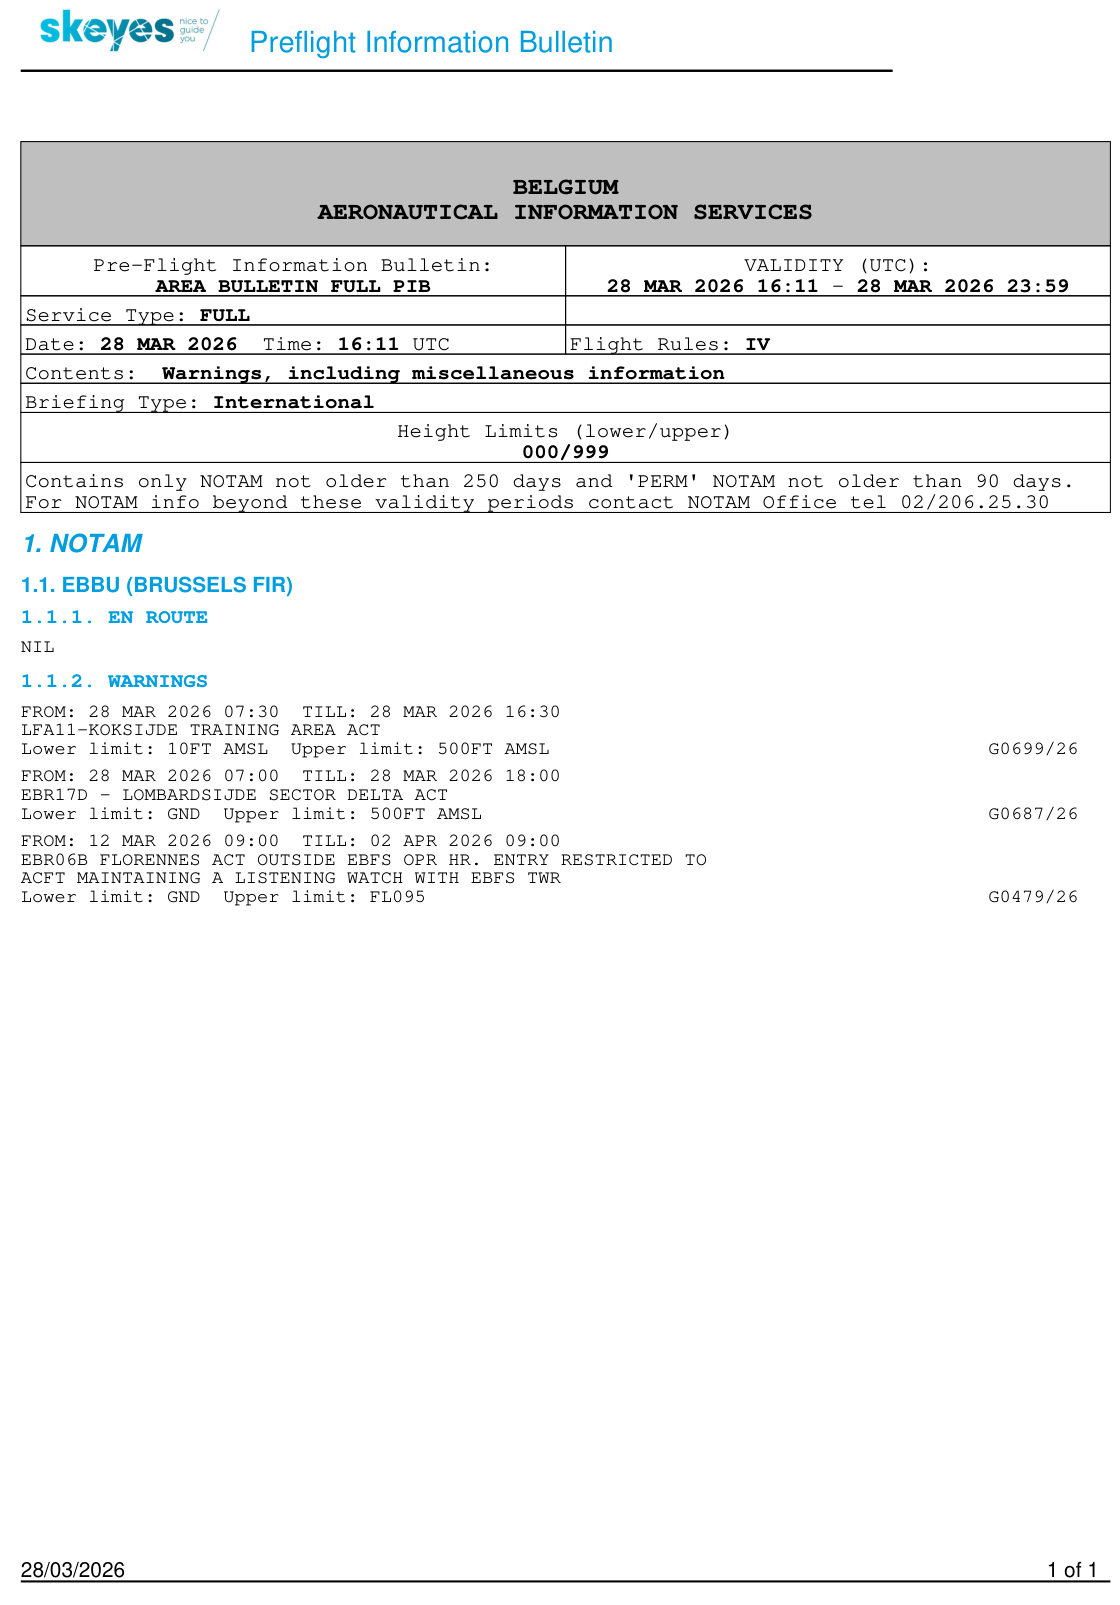 skeyes nice to guide you
Preflight Information Bulletin
BELGIUM
AERONAUTICAL INFORMATION SERVICES
Pre-Flight Information Bulletin:
AREA BULLETIN FULL PIB
VALIDITY (UTC):
28 MAR 2026 16:11 - 28 MAR 2026 23:59
Service Type: FULL
Date: 28 MAR 2026 Time: 16:11 UTC
Flight Rules: IV
Contents: Warnings, including miscellaneous information
Briefing Type: International
Height Limits (lower/upper)
000/999
Contains only NOTAM not older than 250 days and 'PERM' NOTAM not older than 90 days.
For NOTAM info beyond these validity periods contact NOTAM Office tel 02/206.25.30
1. NOTAM
1.1. EBBU (BRUSSELS FIR)
1.1.1. EN ROUTE
NIL
1.1.2. WARNINGS
FROM: 28 MAR 2026 07:30 TILL: 28 MAR 2026 16:30
LFA11-KOKSIJDE TRAINING AREA ACT
Lower limit: 10FT AMSL Upper limit: 500FT AMSL G0699/26
FROM: 28 MAR 2026 07:00 TILL: 28 MAR 2026 18:00
EBR17D - LOMBARDSIJDE SECTOR DELTA ACT
Lower limit: GND Upper limit: 500FT AMSL G0687/26
FROM: 12 MAR 2026 09:00 TILL: 02 APR 2026 09:00
EBR06B FLORENNES ACT OUTSIDE EBFS OPR HR. ENTRY RESTRICTED TO
ACFT MAINTAINING A LISTENING WATCH WITH EBFS TWR
Lower limit: GND Upper limit: FL095 G0479/26
28/03/2026 1 of 1